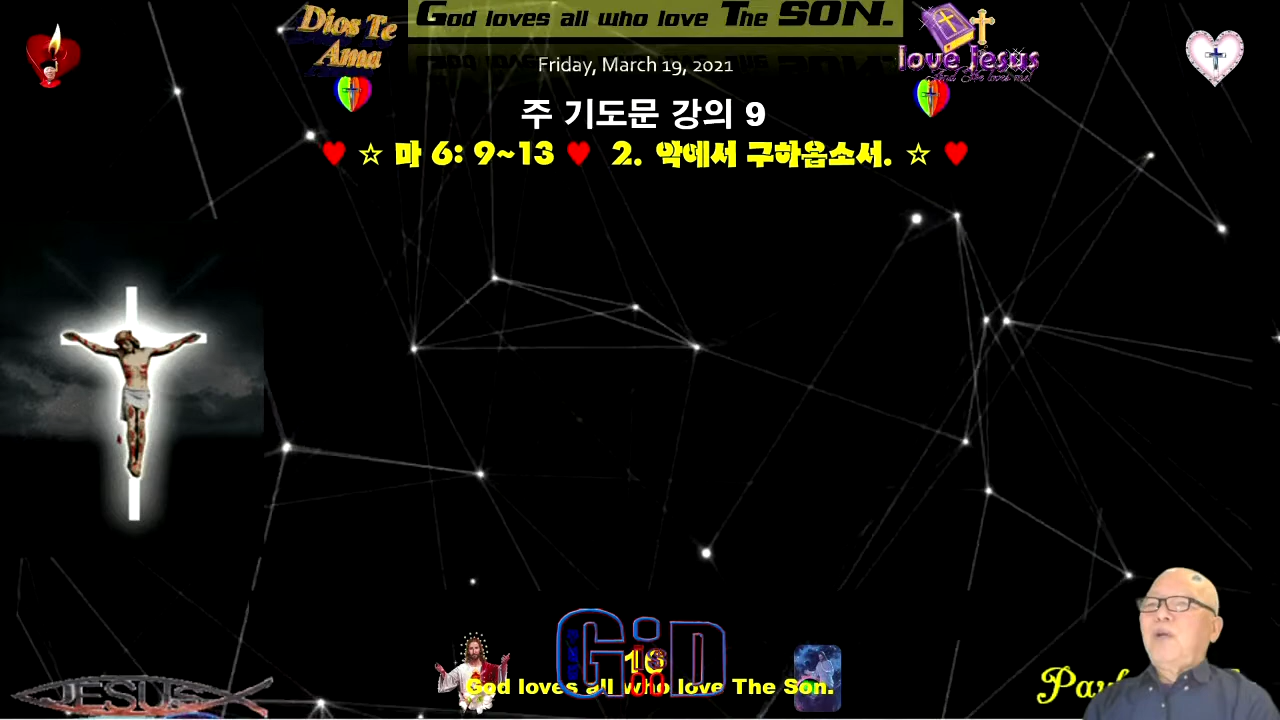 God loves all who love The SON.
Dios Te
Ama
love Jesus
Friday, March 19, 2021
주 기도문 강의 9
♥ ☆ 마 6: 9~13 ♥ 2. 악에서 구하옵소서. ☆ ♥
GiD
God loves all who love The Son.
JESUS